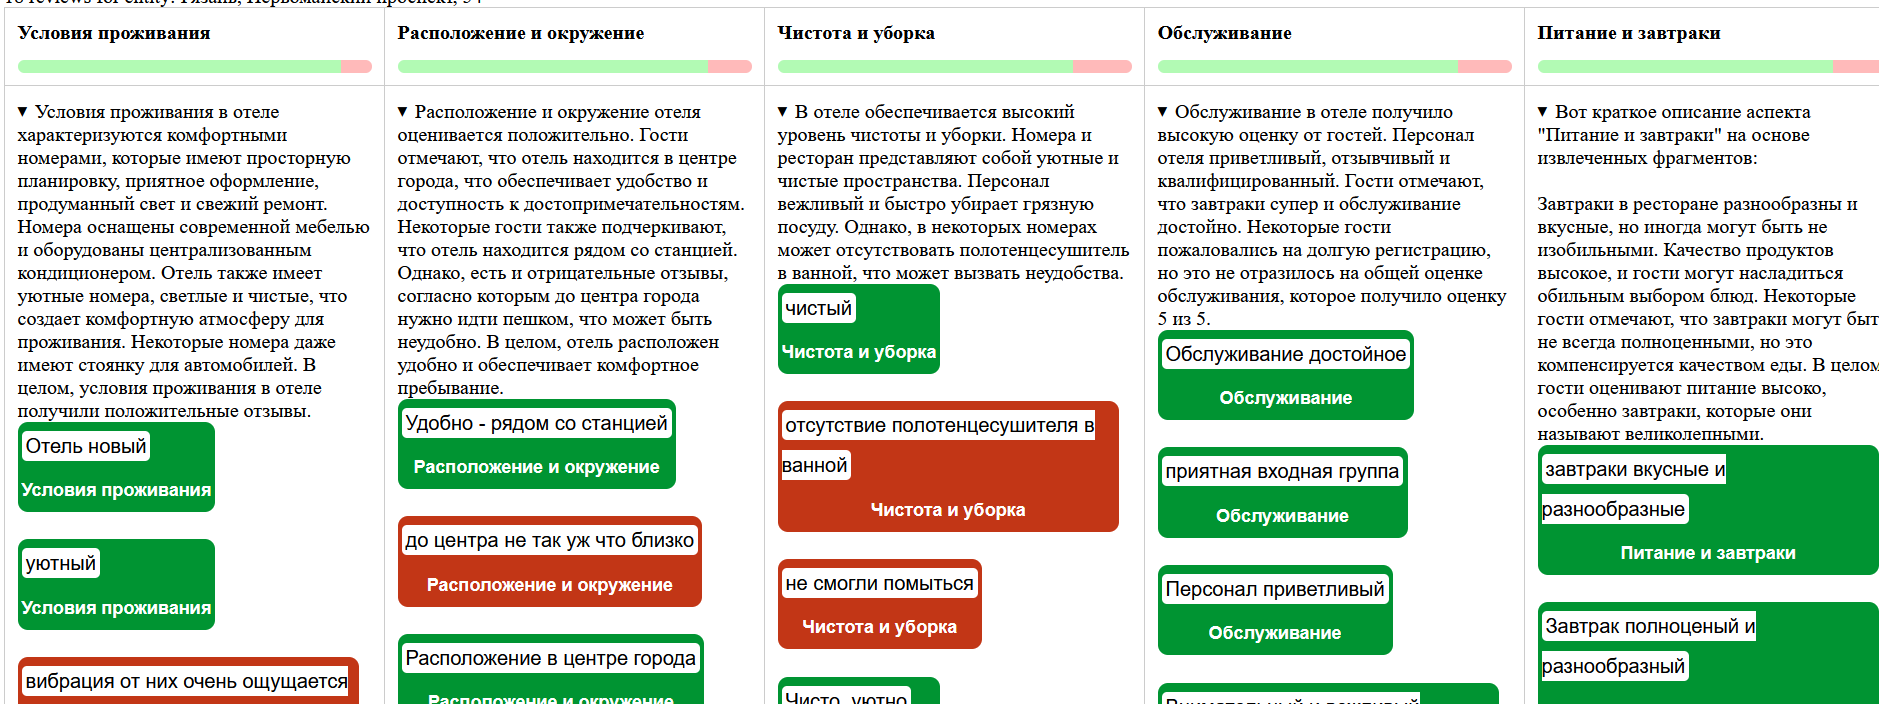 Условия проживания
▼ Условия проживания в отеле
характеризуются комфортными
номерами, которые имеют просторную
планировку, приятное оформление,
продуманный свет и свежий ремонт.
Номера оснащены современной мебелью
и оборудованы централизованным
кондиционером. Отель также имеет
уютные номера, светлые и чистые, что
создает комфортную атмосферу для
проживания. Некоторые номера даже
имеют стоянку для автомобилей. В
целом, условия проживания в отеле
получили положительные отзывы.
Отель новый
Условия проживания
уютный
Условия проживания
вибрация от них очень ощущается
Расположение и окружение
▼ Расположение и окружение отеля
оценивается положительно. Гости
отмечают, что отель находится в центре
города, что обеспечивает удобство и
доступность к достопримечательностям.
Некоторые гости также подчеркивают,
что отель находится рядом со станцией.
Однако, есть и отрицательные отзывы,
согласно которым до центра города
нужно идти пешком, что может быть
неудобно. В целом, отель расположен
удобно и обеспечивает комфортное
пребывание.
Удобно - рядом со станцией
Расположение и окружение
до центра не так уж что близко
Расположение и окружение
Расположение в центре города
Расположение и окружение
Чистота и уборка
▼ В отеле обеспечивается высокий
уровень чистоты и уборки. Номера и
ресторан представляют собой уютные и
чистые пространства. Персонал
вежливый и быстро убирает грязную
посуду. Однако, в некоторых номерах
может отсутствовать полотенцесушитель
в ванной, что может вызвать неудобства.
чистый
Чистота и уборка
отсутствие полотенцесушителя в
ванной
Чистота и уборка
не смогли помыться
Чистота и уборка
Чисто, уютно
Обслуживание
▼ Обслуживание в отеле получило
высокую оценку от гостей. Персонал
отеля приветливый, отзывчивый и
квалифицированный. Гости отмечают,
что завтраки супер и обслуживание
достойно. Некоторые гости
пожаловались на долгую регистрацию,
но это не отразилось на общей оценке
обслуживания, которое получило оценку
5 из 5.
Обслуживание достойное
Обслуживание
приятная входная группа
Обслуживание
Персонал приветливый
Обслуживание
Питание и завтраки
▼ Вот краткое описание аспекта
"Питание и завтраки" на основе
извлеченных фрагментов:
Завтраки в ресторане разнообразны и
вкусные, но иногда могут быть не
изобильными. Качество продуктов
высокое, и гости могут насладиться
обильным выбором блюд. Некоторые
гости отмечают, что завтраки могут быт
не всегда полноценными, но это
компенсируется качеством еды. В целом
гости оценивают питание высоко,
особенно завтраки, которые они
называют великолепными.
завтраки вкусные и
разнообразные
Питание и завтраки
Завтрак полноценый и
разнообразный